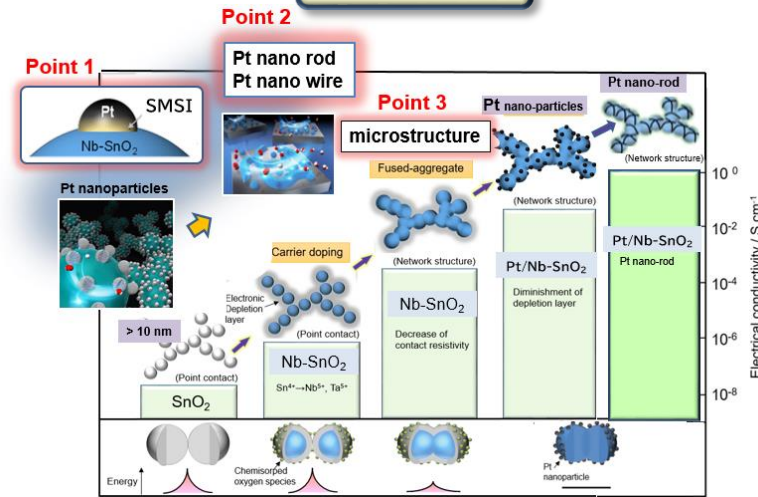 Point 2
Pt nano rod
Pt nano wire
Point 1
Pt
SMSI
Nb-SnO₂
Point 3
microstructure
Pt nano-particles
Pt nano-rod
(Network structure)
Fused-aggregate
Pt nanoparticles
(Network structure)
Carrier doping
(Network structure)
Electronic
Depletion
layer
> 10 nm
(Point contact)
(Point contact)
SnO₂
Nb-SnO₂
Sn⁴⁺→Nb⁵⁺, Ta⁵⁺
Nb-SnO₂
Decrease of
contact resistivity
Pt/Nb-SnO₂
Diminishment of
depletion layer
Pt/Nb-SnO₂
Pt nano-rod
10⁰
10⁻²
10⁻⁴
10⁻⁶
10⁻⁸
Electrical conductivity / S cm⁻¹
Energy
Chemisorped
oxygen species
Pt
nanoparticle